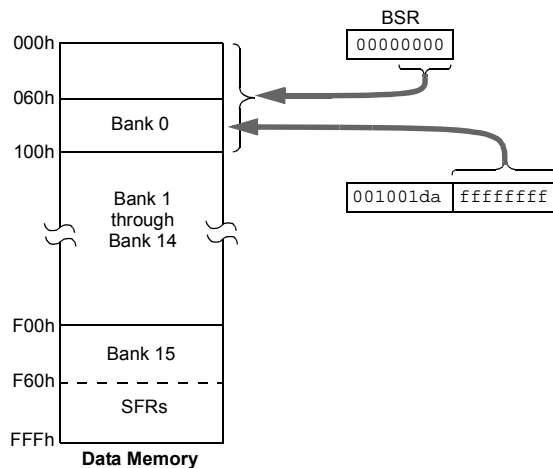 BSR
00000000
000h
060h
Bank 0
100h
Bank 1
through
Bank 14
001001da ffffffff
F00h
Bank 15
F60h
SFRs
FFFh
Data Memory